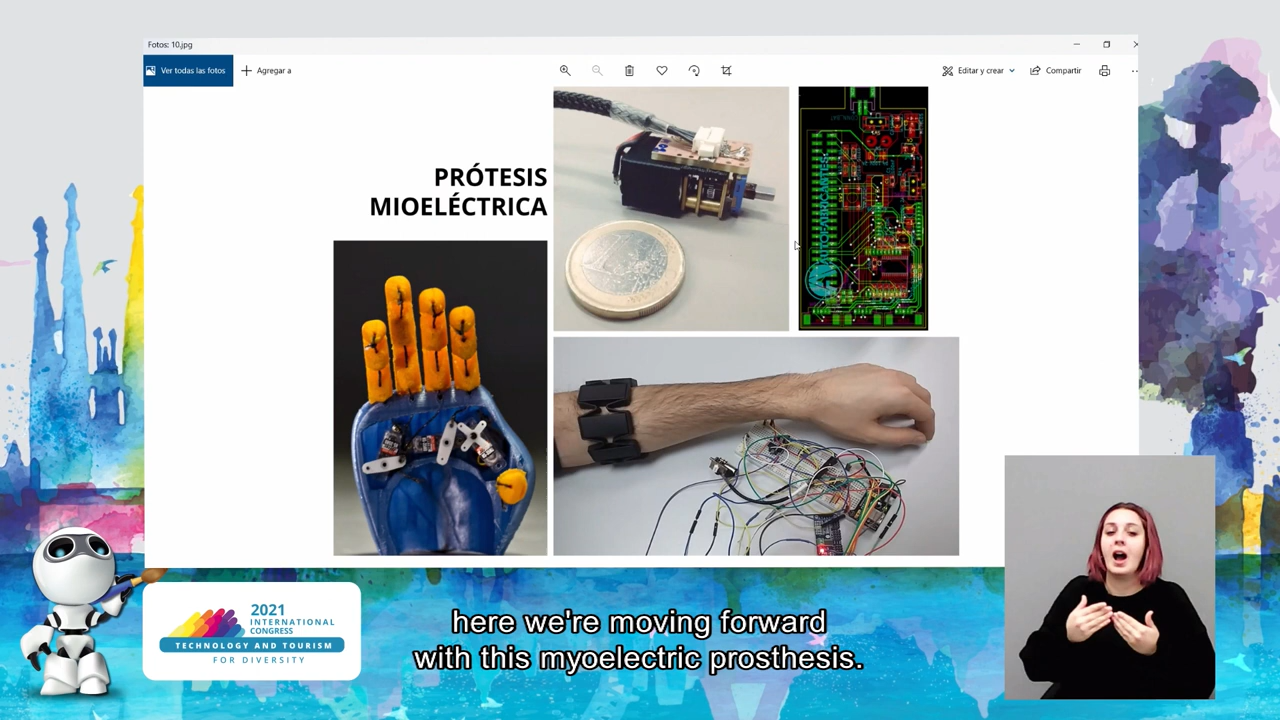 Fotos: 10.jpg
Ver todas las fotos
Agregar a
Editar y crear
Compartir
PRÓTESIS
MIOELÉCTRICA
AUTOFABRICANTES
2021
INTERNATIONAL
CONGRESS
TECHNOLOGY AND TOURISM
FOR DIVERSITY
here we're moving forward
with this myoelectric prosthesis.